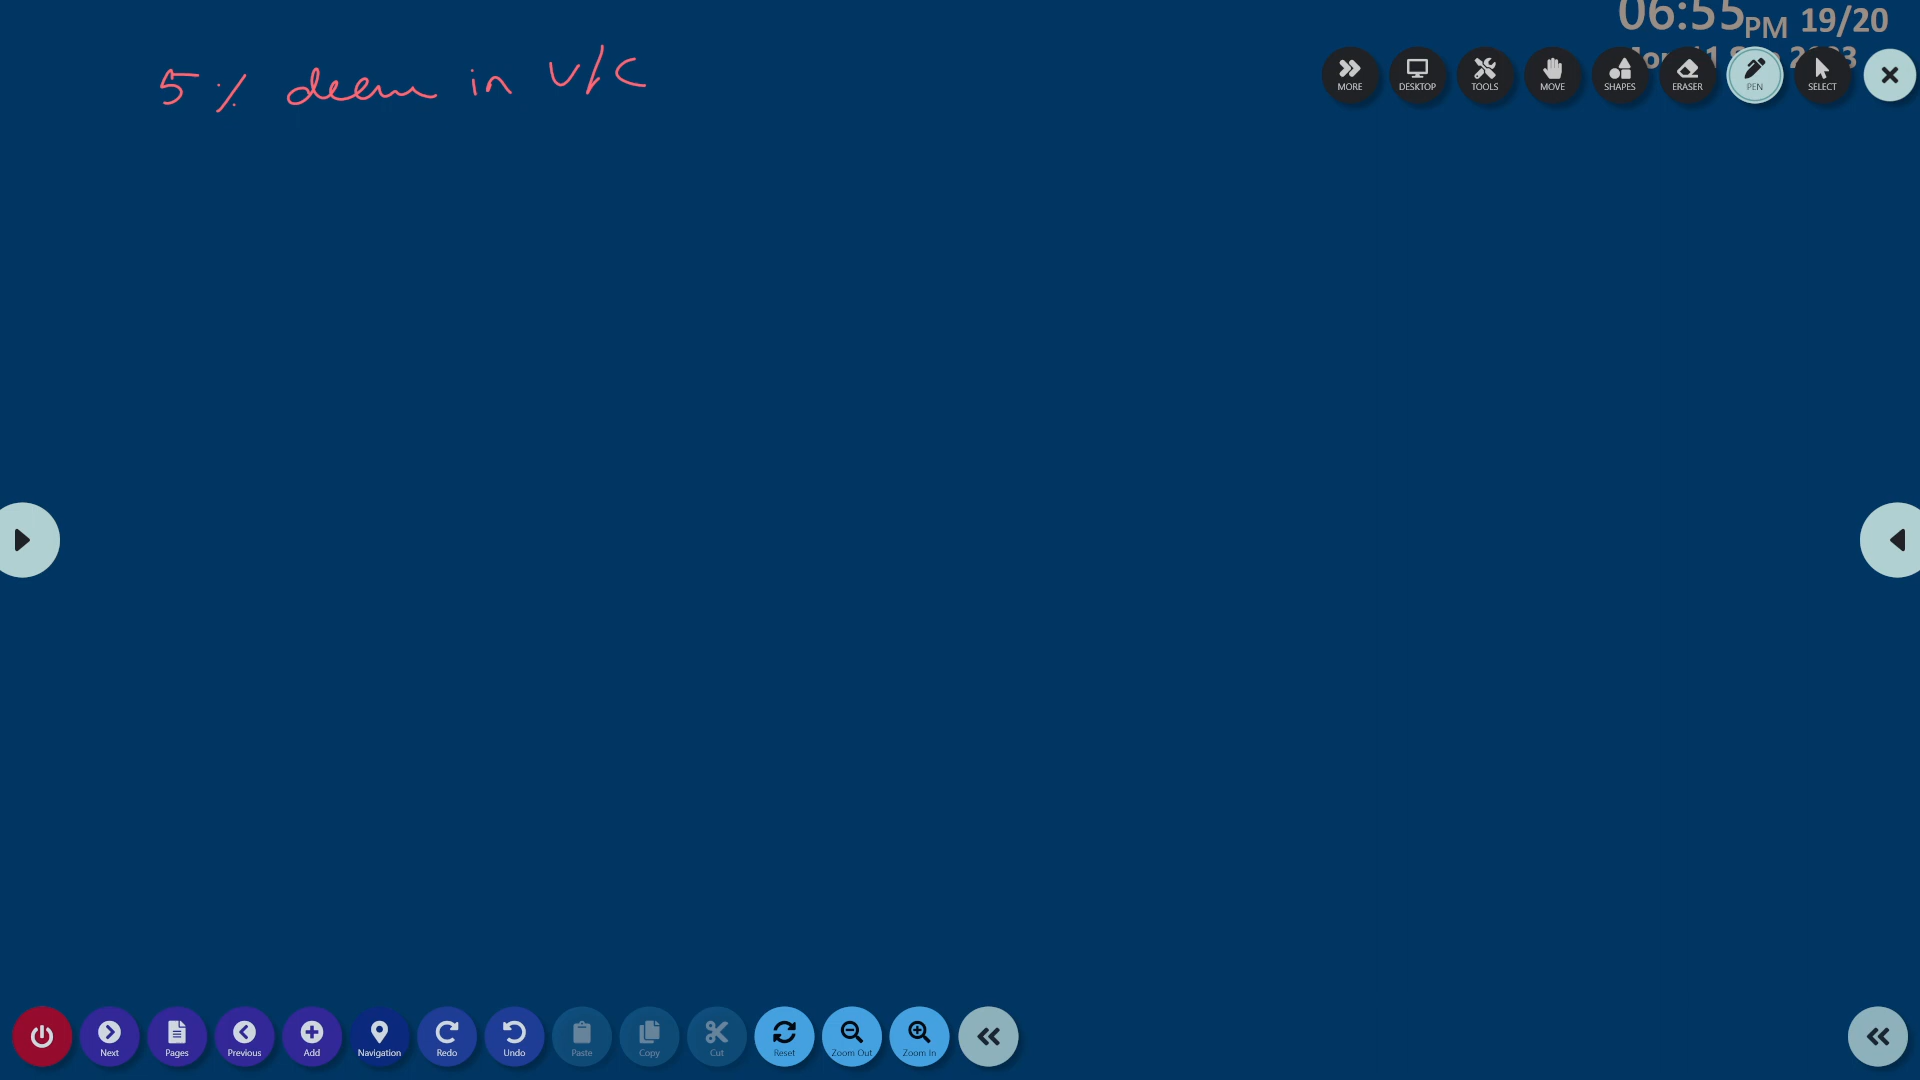 06:55PM 19/20
5% decr in V/C
MORE DESKTOP TOOLS MOVE SHAPES ERASER PEN SELECT
Next Pages Previous Add Navigation Redo Undo Paste Copy Cut Reset Zoom Out Zoom In